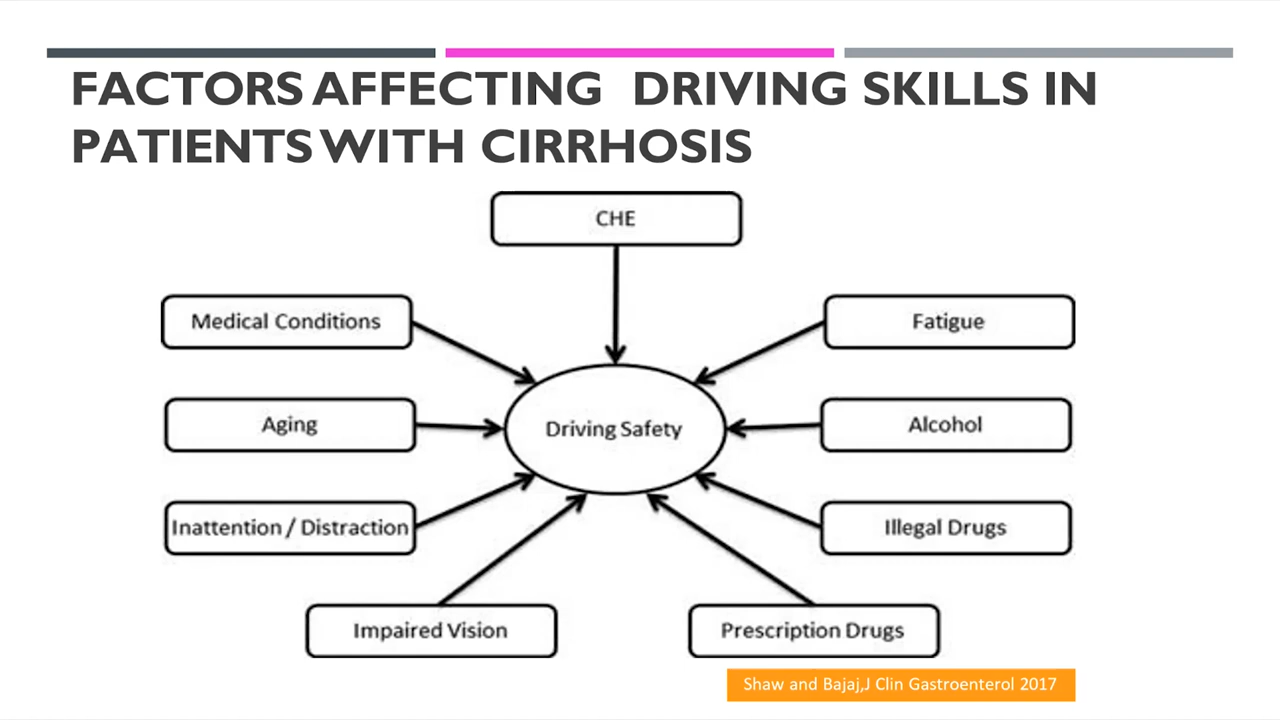 FACTORS AFFECTING DRIVING SKILLS IN
PATIENTS WITH CIRRHOSIS
CHE
Medical Conditions
Fatigue
Aging
Driving Safety
Alcohol
Inattention / Distraction
Illegal Drugs
Impaired Vision
Prescription Drugs
Shaw and Bajaj,J Clin Gastroenterol 2017